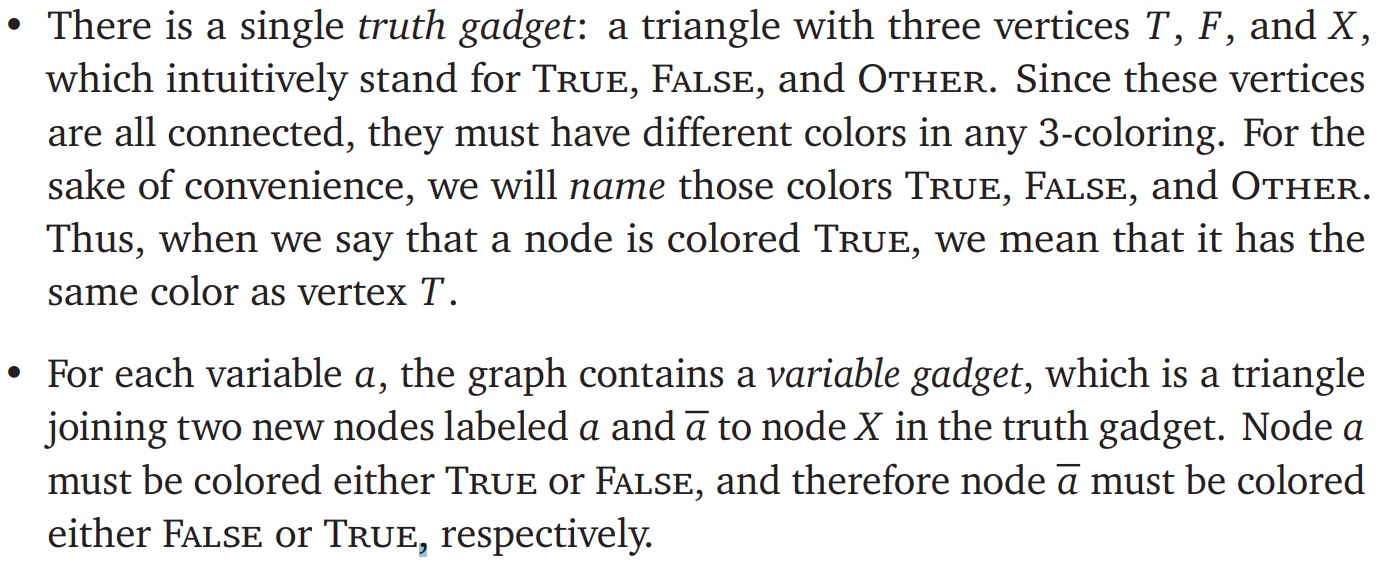 • There is a single truth gadget: a triangle with three vertices T, F, and X,
which intuitively stand for TRUE, FALSE, and OTHER. Since these vertices
are all connected, they must have different colors in any 3-coloring. For the
sake of convenience, we will name those colors TRUE, FALSE, and OTHER.
Thus, when we say that a node is colored TRUE, we mean that it has the
same color as vertex T.
• For each variable a, the graph contains a variable gadget, which is a triangle
joining two new nodes labeled a and a̅ to node X in the truth gadget. Node a
must be colored either TRUE or FALSE, and therefore node a̅ must be colored
either FALSE or TRUE, respectively.